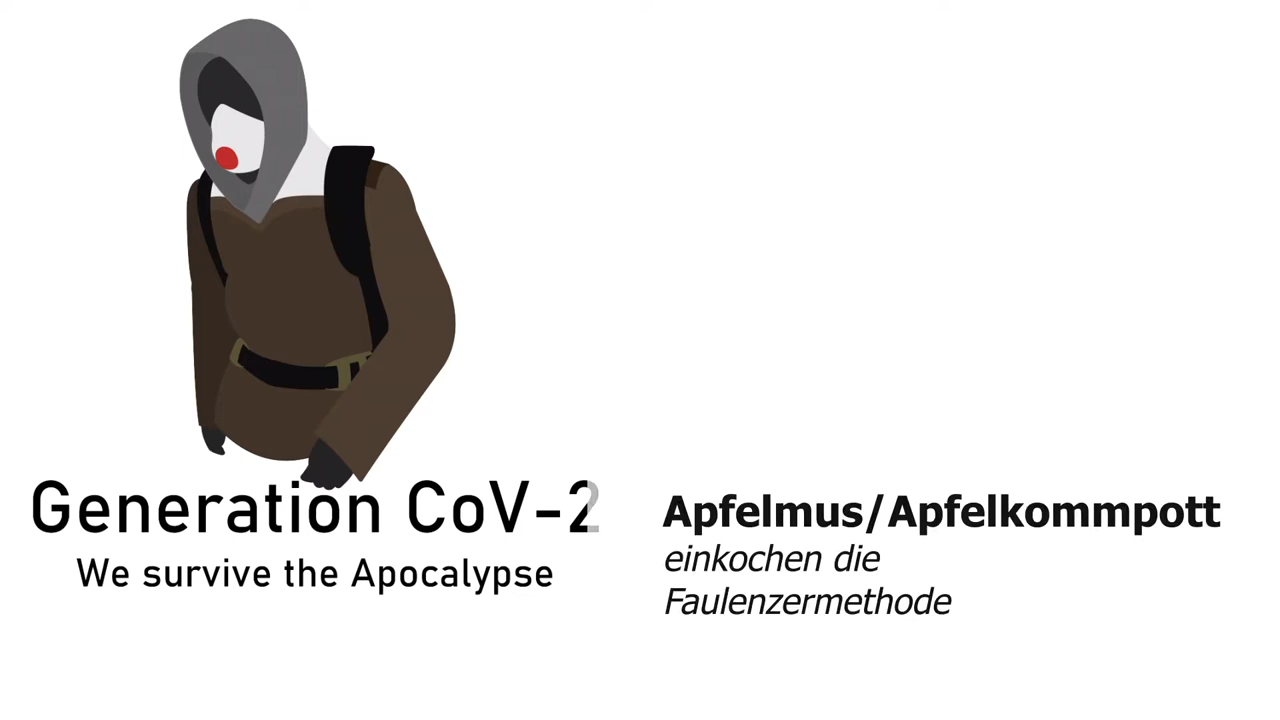 Generation CoV-2
We survive the Apocalypse
Apfelmus/Apfelkommpott
einkochen die
Faulenzermethode